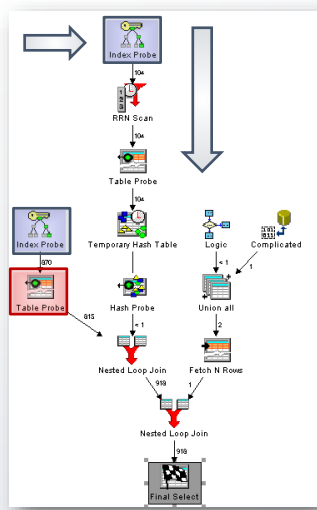 Index Probe
104
RRN Scan
104
Table Probe
104
Index Probe
Temporary Hash Table
Logic
Complicated
870
< 1
1
Table Probe
Hash Probe
Union all
815
< 1
2
Nested Loop Join
Fetch N Rows
918
1
Nested Loop Join
918
Final Select